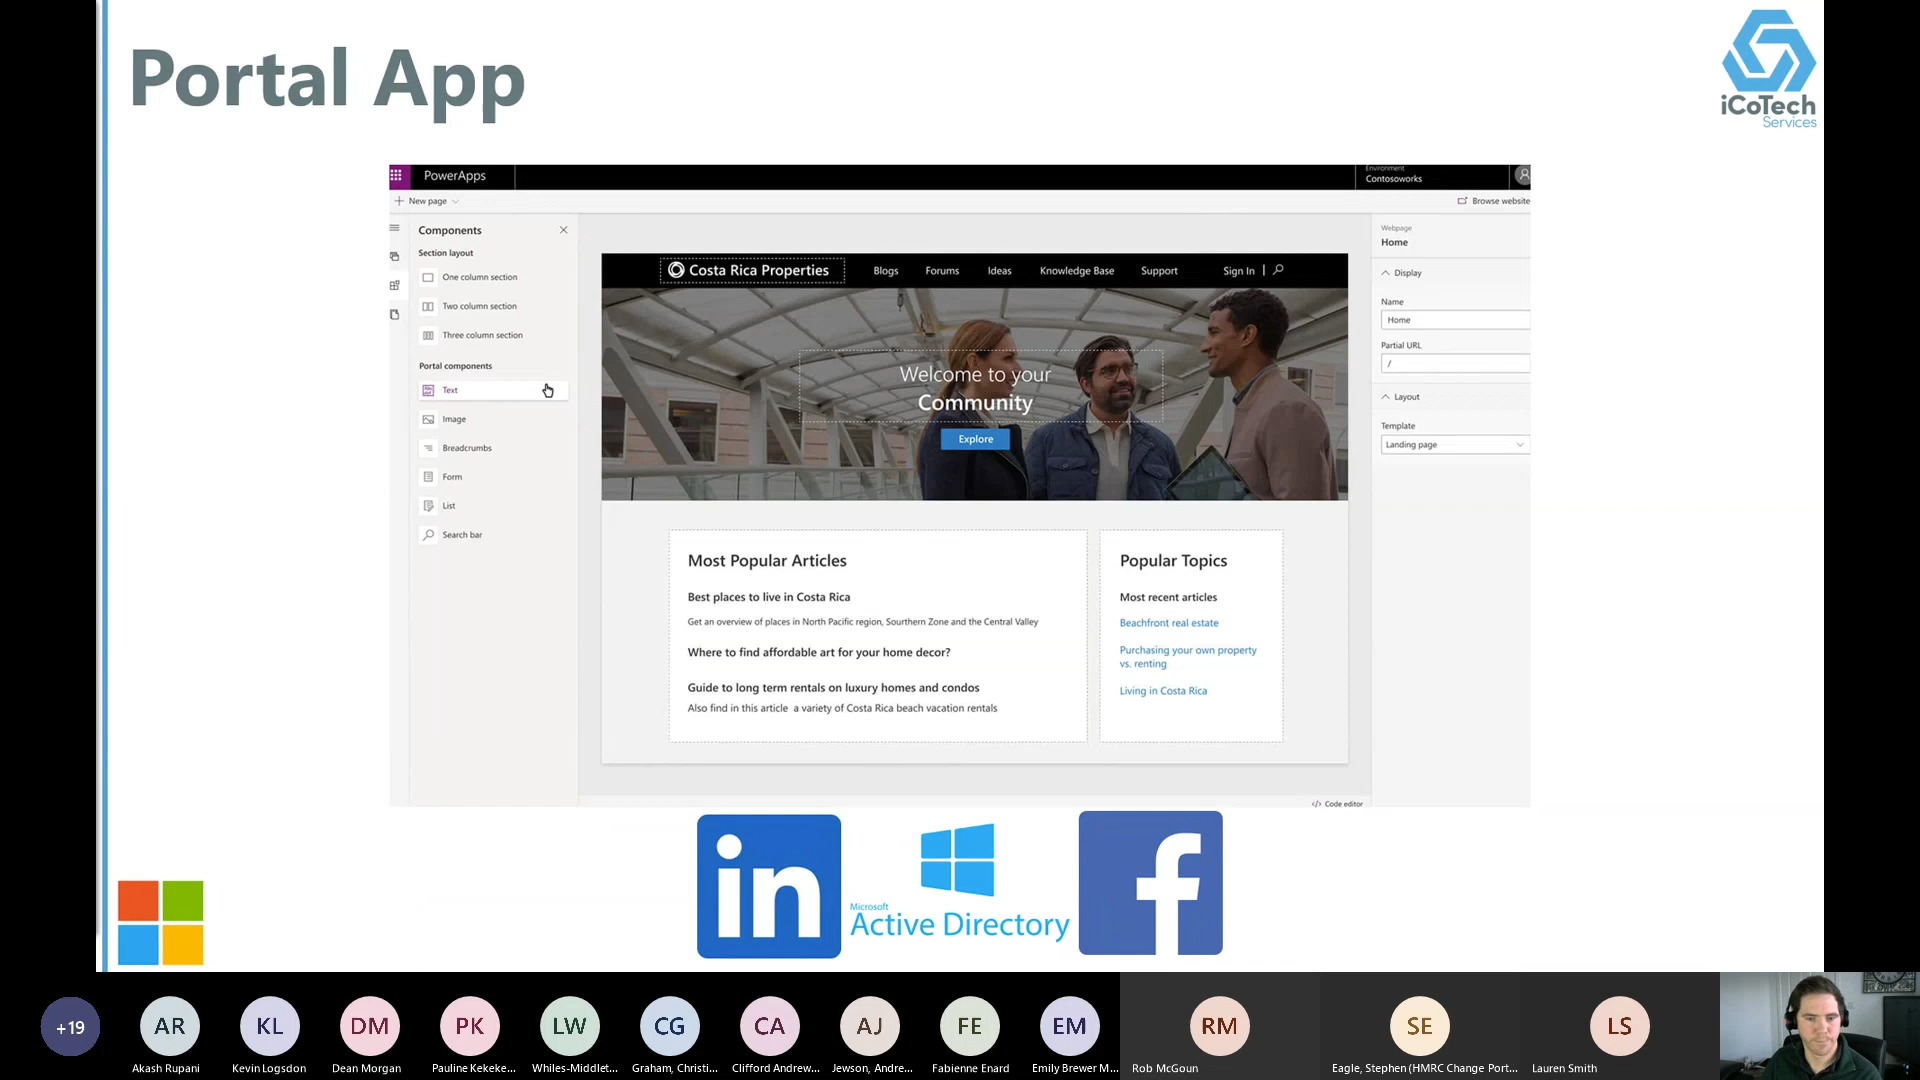 Portal App
iCoTech
Services
PowerApps
Environment
Contosoworks
New page
Browse website
Components
Section layout
One column section
Two column section
Three column section
Portal components
Text
Image
Breadcrumbs
Form
List
Search bar
Costa Rica Properties
Blogs
Forums
Ideas
Knowledge Base
Support
Sign In
Welcome to your
Community
Explore
Most Popular Articles
Best places to live in Costa Rica
Get an overview of places in North Pacific region, Sourthern Zone and the Central Valley
Where to find affordable art for your home decor?
Guide to long term rentals on luxury homes and condos
Also find in this article a variety of Costa Rica beach vacation rentals
Popular Topics
Most recent articles
Beachfront real estate
Purchasing your own property
vs. renting
Living in Costa Rica
Webpage
Home
Display
Name
Home
Partial URL
/
Layout
Template
Landing page
</> Code editor
in
Microsoft
Active Directory
f
+19
AR
KL
DM
PK
LW
CG
CA
AJ
FE
EM
RM
SE
LS
Akash Rupani
Kevin Logsdon
Dean Morgan
Pauline Kekeke...
Whiles-Middlet...
Graham, Christi...
Clifford Andrew...
Jewson, Andre...
Fabienne Enard
Emily Brewer M...
Rob McGoun
Eagle, Stephen (HMRC Change Port...
Lauren Smith